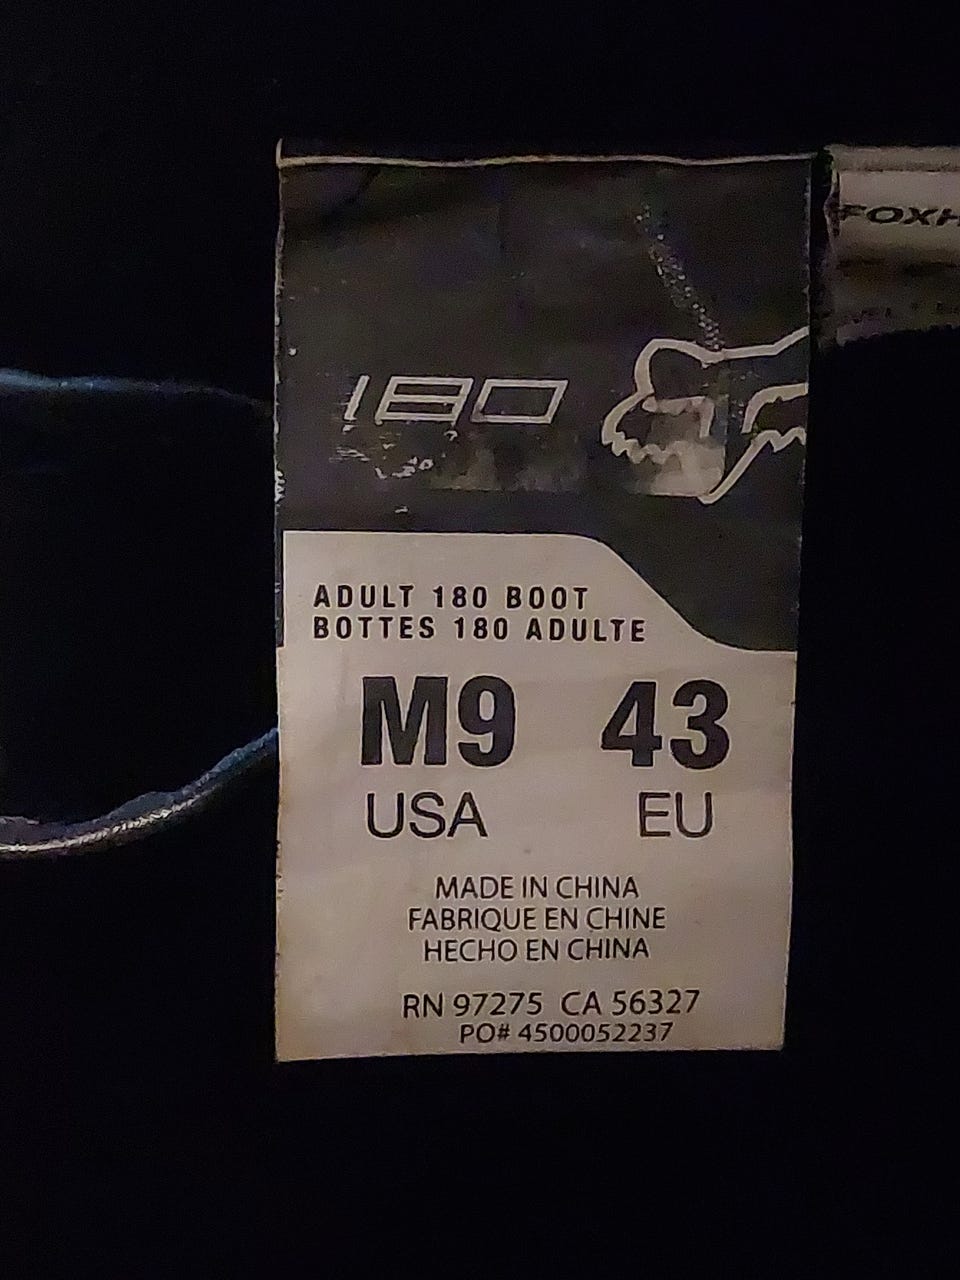 180
FOXH
ADULT 180 BOOT
BOTTES 180 ADULTE
M9 43
USA EU
MADE IN CHINA
FABRIQUE EN CHINE
HECHO EN CHINA
RN 97275 CA 56327
PO# 4500052237